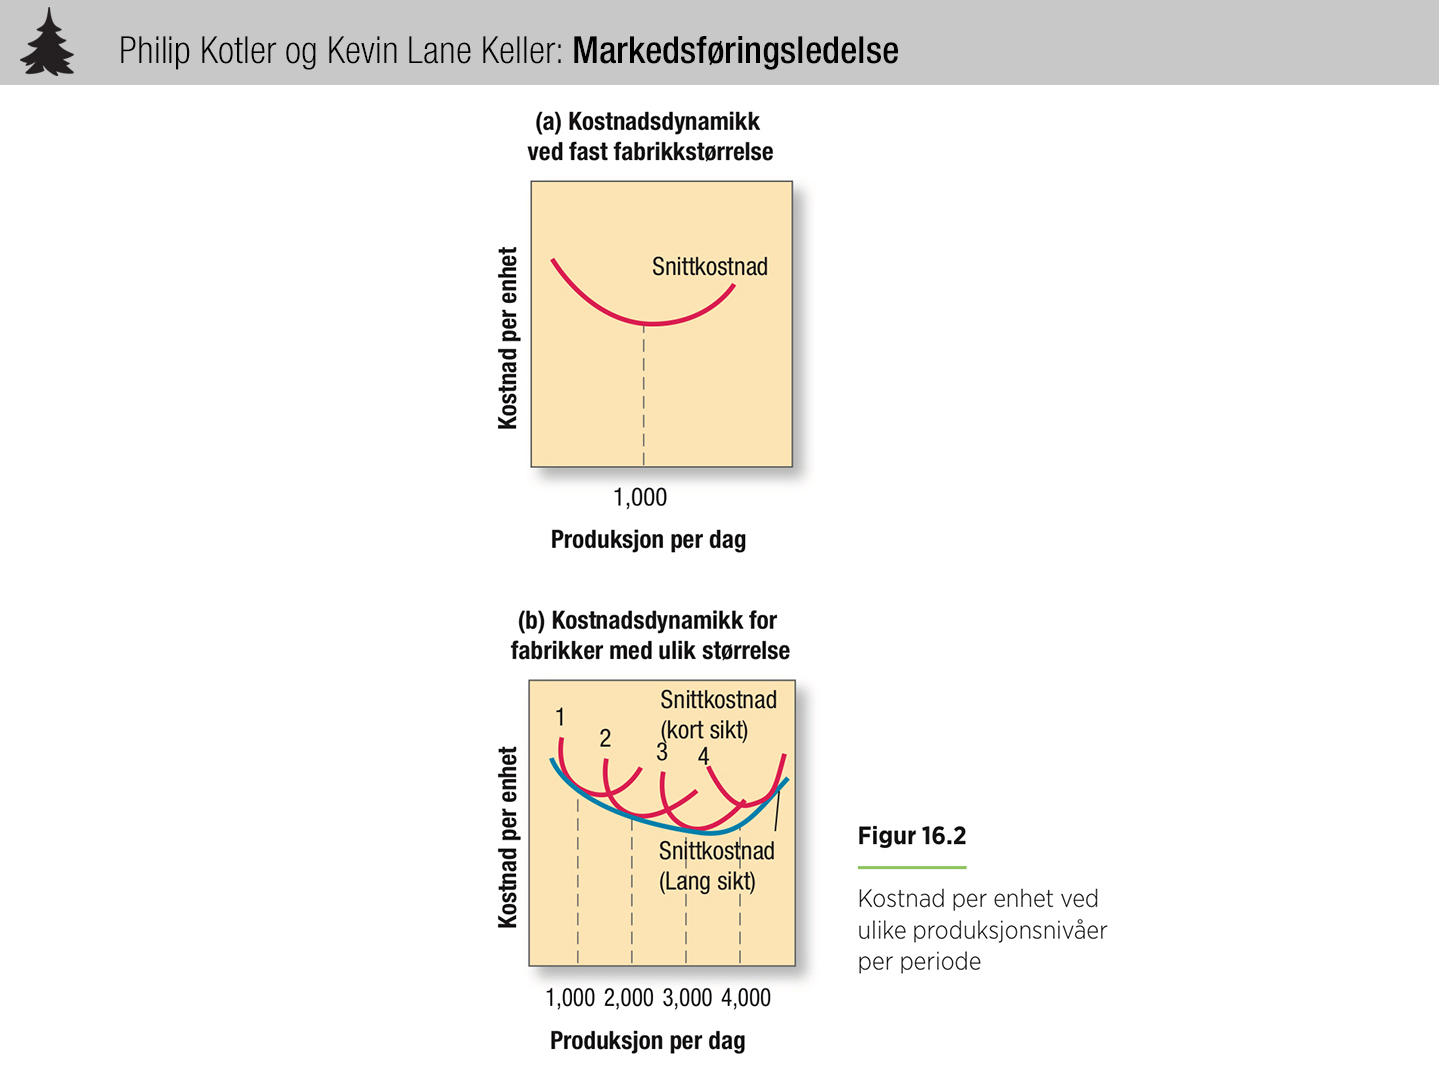 Philip Kotler og Kevin Lane Keller: Markedsføringsledelse
(a) Kostnadsdynamikk
ved fast fabrikkstørrelse
Kostnad per enhet
Snittkostnad
1,000
Produksjon per dag
(b) Kostnadsdynamikk for
fabrikker med ulik størrelse
Kostnad per enhet
Snittkostnad
(kort sikt)
1
2
3
4
Snittkostnad
(Lang sikt)
1,000 2,000 3,000 4,000
Produksjon per dag
Figur 16.2
Kostnad per enhet ved
ulike produksjonsnivåer
per periode